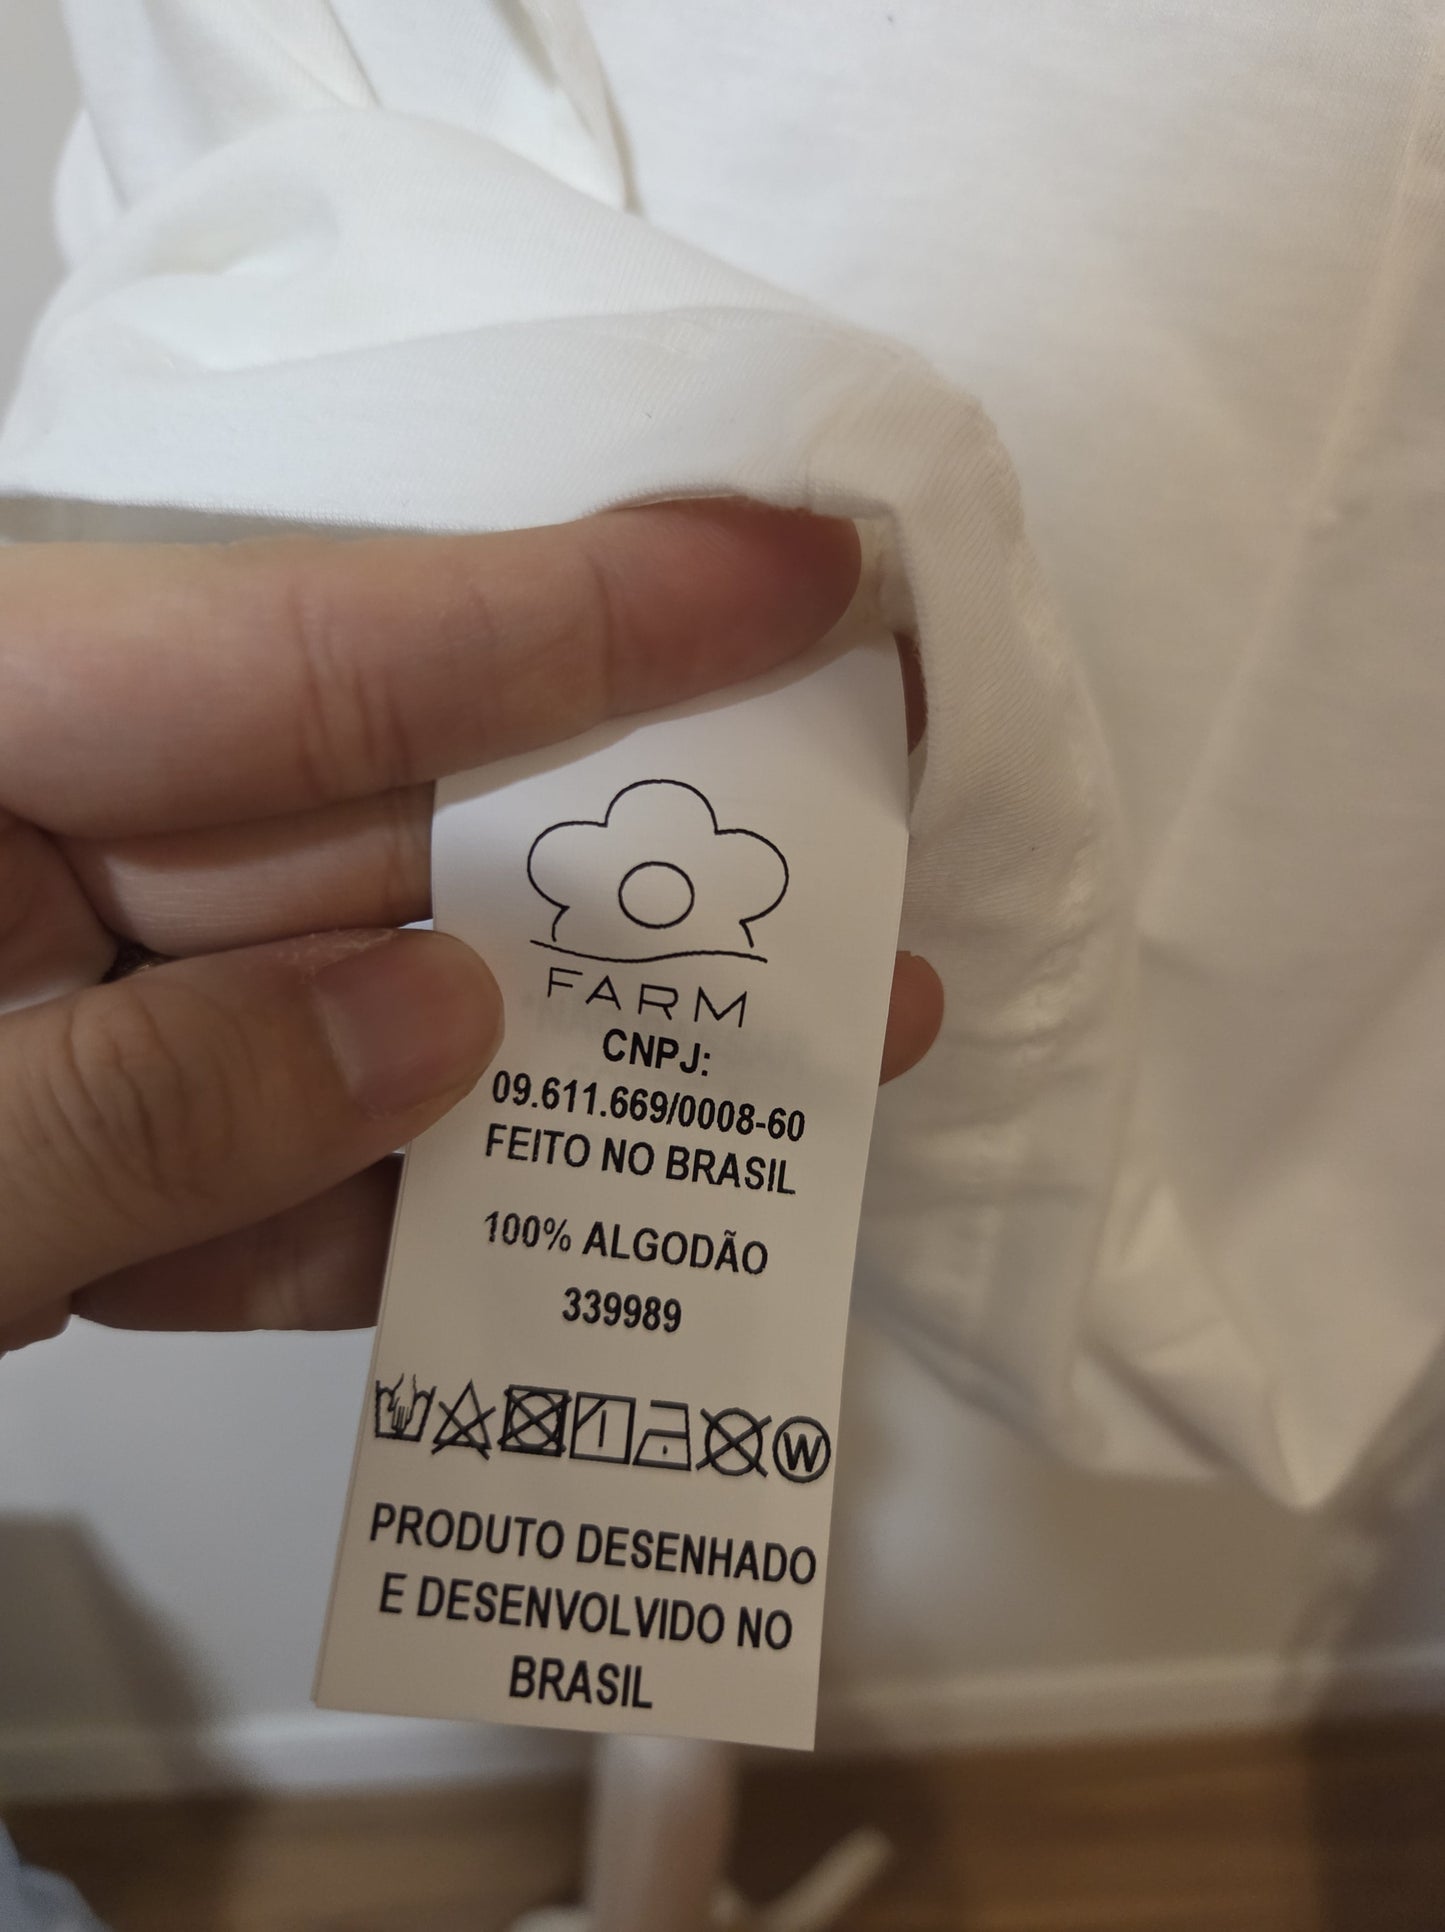 FARM
CNPJ:
09.611.669/0008-60
FEITO NO BRASIL
100% ALGODÃO
339989
W
PRODUTO DESENHADO
E DESENVOLVIDO NO
BRASIL